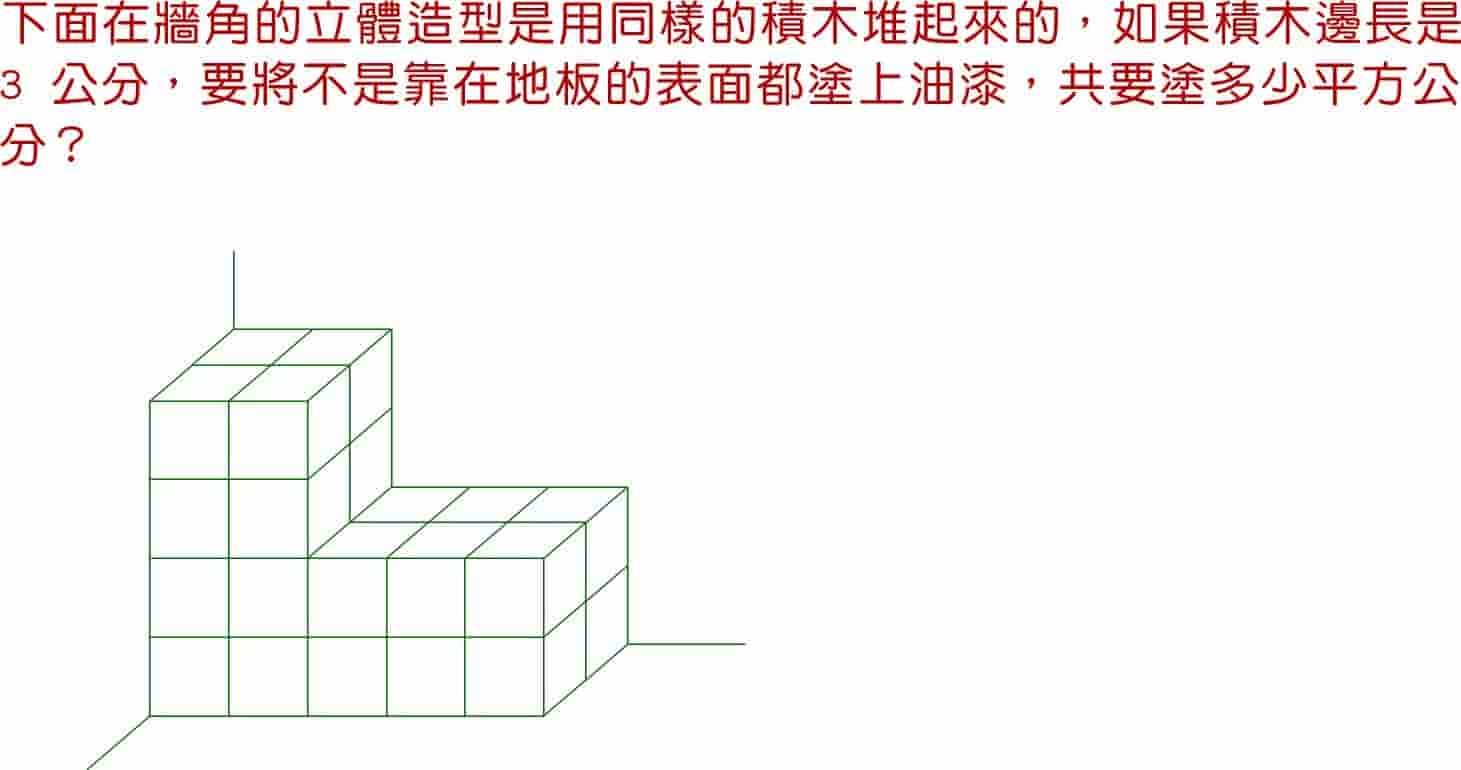 下面在牆角的立體造型是用同樣的積木堆起來的，如果積木邊長是
3 公分，要將不是靠在地板的表面都塗上油漆，共要塗多少平方公
分？